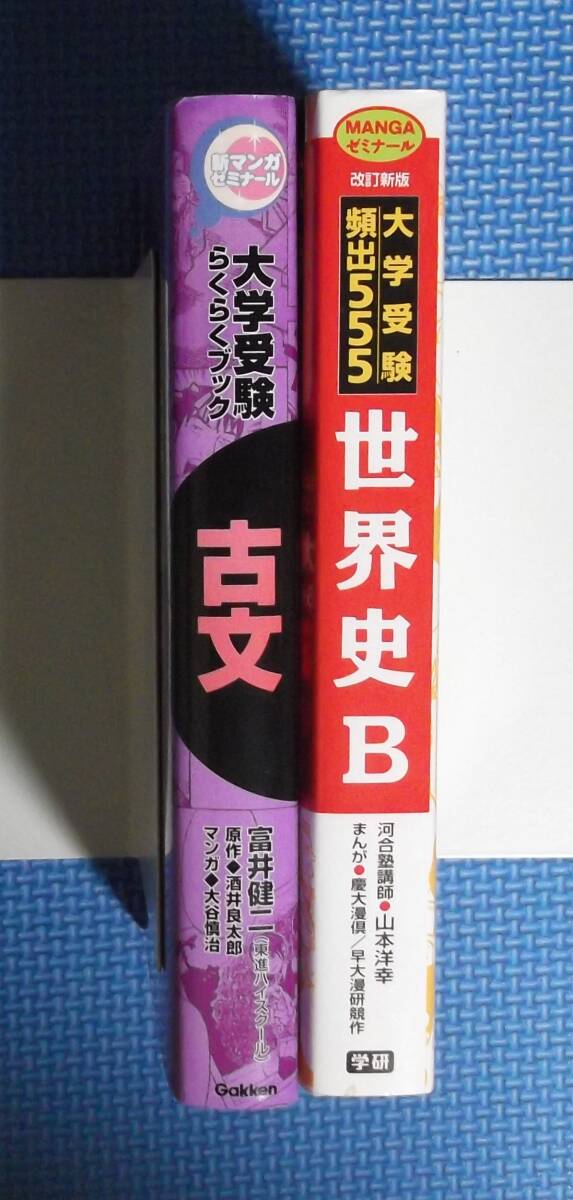 新マンガ
ゼミナール
大学受験
らくらくブック
古文
富井健二(東進ハイスクール)
原作◆酒井良太郎
マンガ◆大谷慎治
Gakken
MANGA
ゼミナール
改訂新版
大学受験
頻出555
世界史B
河合塾講師●山本洋幸
まんが●慶大漫倶/早大漫研競作
学研